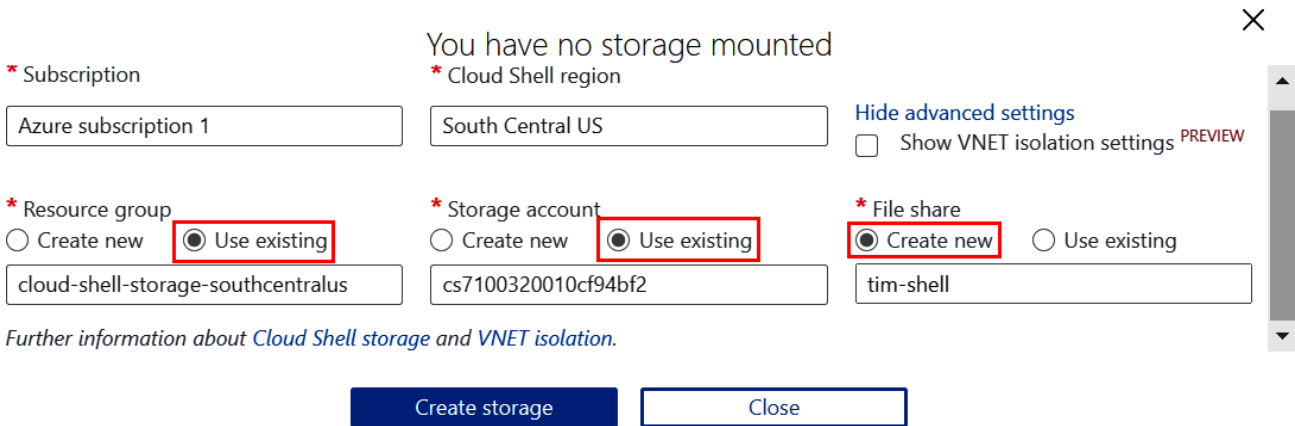 You have no storage mounted
* Subscription
* Cloud Shell region
Azure subscription 1
South Central US
Hide advanced settings
Show VNET isolation settings PREVIEW
* Resource group
* Storage account
* File share
Create new Use existing
Create new Use existing
Create new Use existing
cloud-shell-storage-southcentralus
cs7100320010cf94bf2
tim-shell
Further information about Cloud Shell storage and VNET isolation.
Create storage
Close